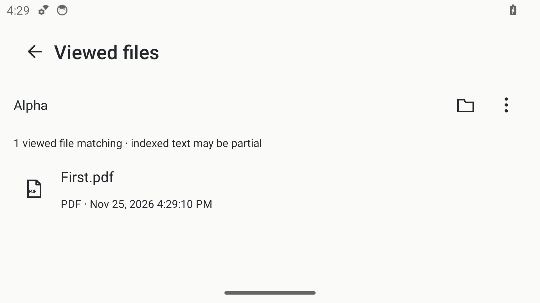 4:29
Viewed files
Alpha
1 viewed file matching · indexed text may be partial
First.pdf
PDF · Nov 25, 2026 4:29:10 PM